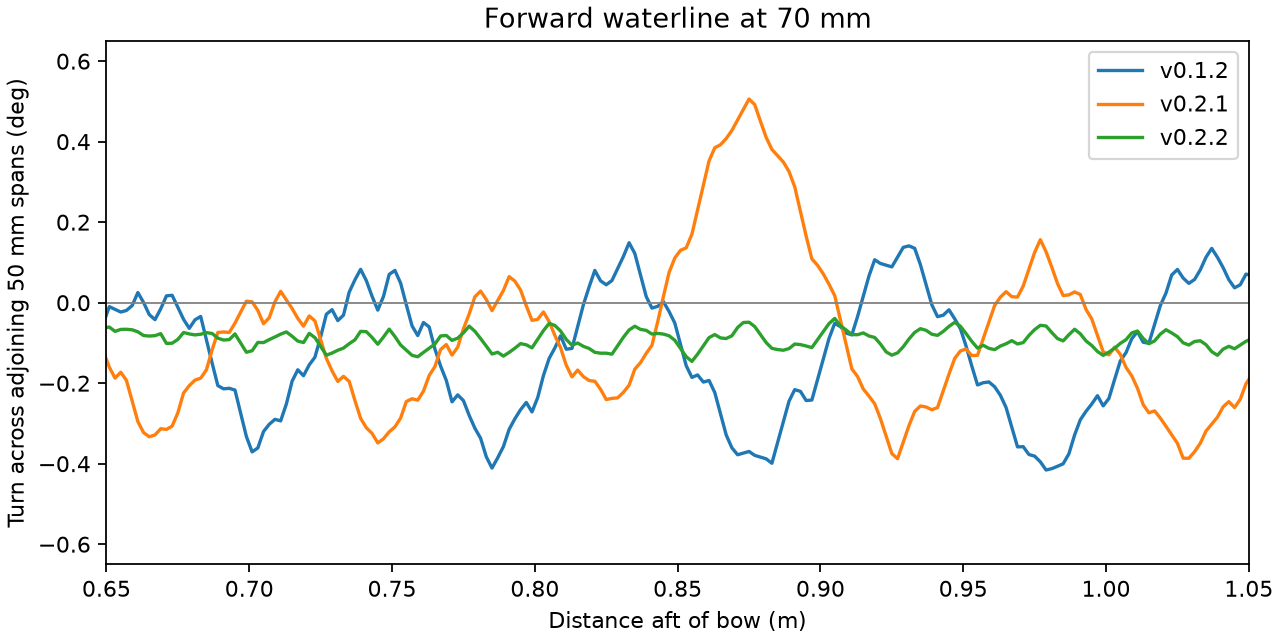 Forward waterline at 70 mm
Turn across adjoining 50 mm spans (deg)
0.6
0.4
0.2
0.0
−0.2
−0.4
−0.6
v0.1.2
v0.2.1
v0.2.2
0.65 0.70 0.75 0.80 0.85 0.90 0.95 1.00 1.05
Distance aft of bow (m)